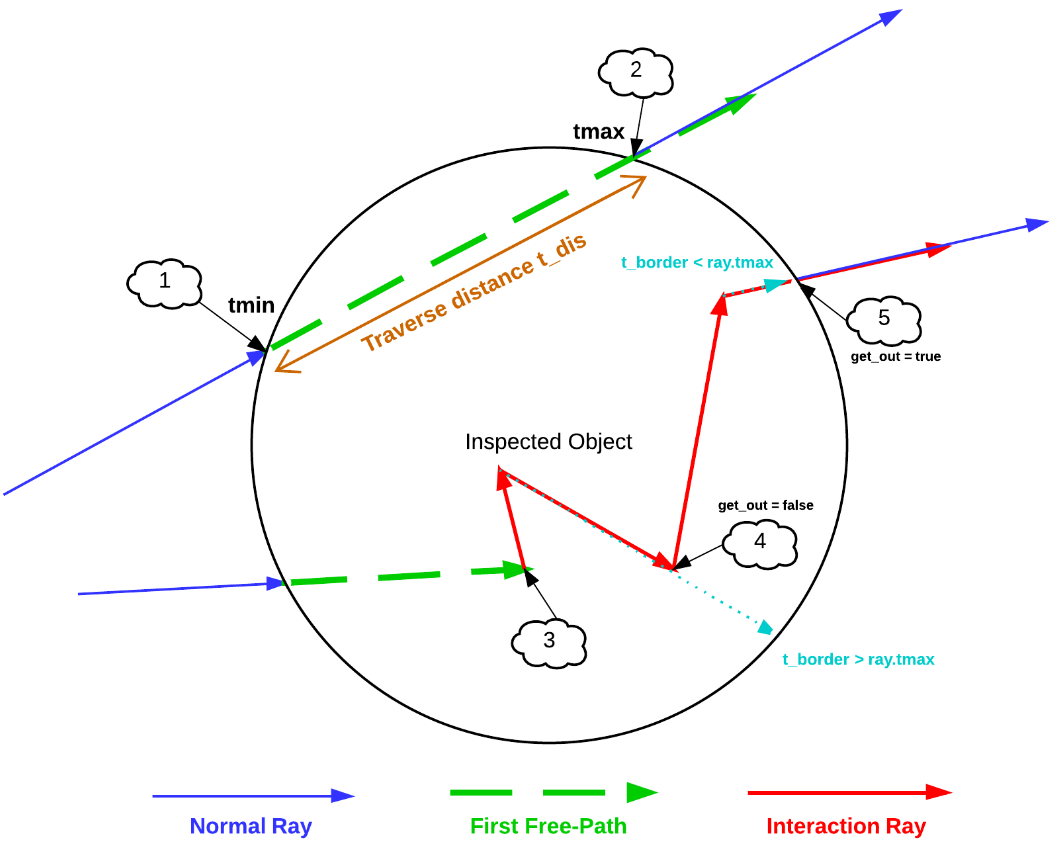 2
tmax
1
tmin
Traverse distance t_dis
t_border < ray.tmax
5
get_out = true
Inspected Object
get_out = false
4
3
t_border > ray.tmax
Normal Ray
First Free-Path
Interaction Ray